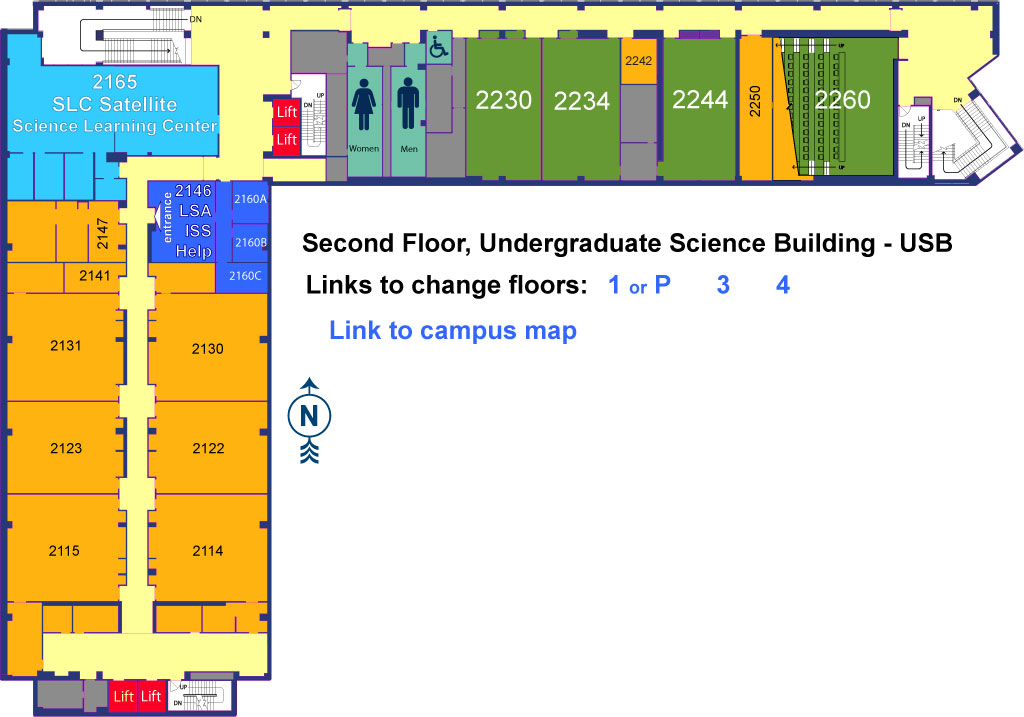 DN
2165
SLC Satellite
Science Learning Center
Lift
Lift
UP
DN
Women
Men
2230
2234
2242
2244
2250
UP
2260
UP
DN
UP
DN
entrance
2146
LSA
ISS
Help
2160A
2160B
2160C
2147
2141
Second Floor, Undergraduate Science Building - USB
Links to change floors: 1 or P 3 4
Link to campus map
2131
2130
N
2123
2122
2115
2114
Lift
Lift
UP
DN